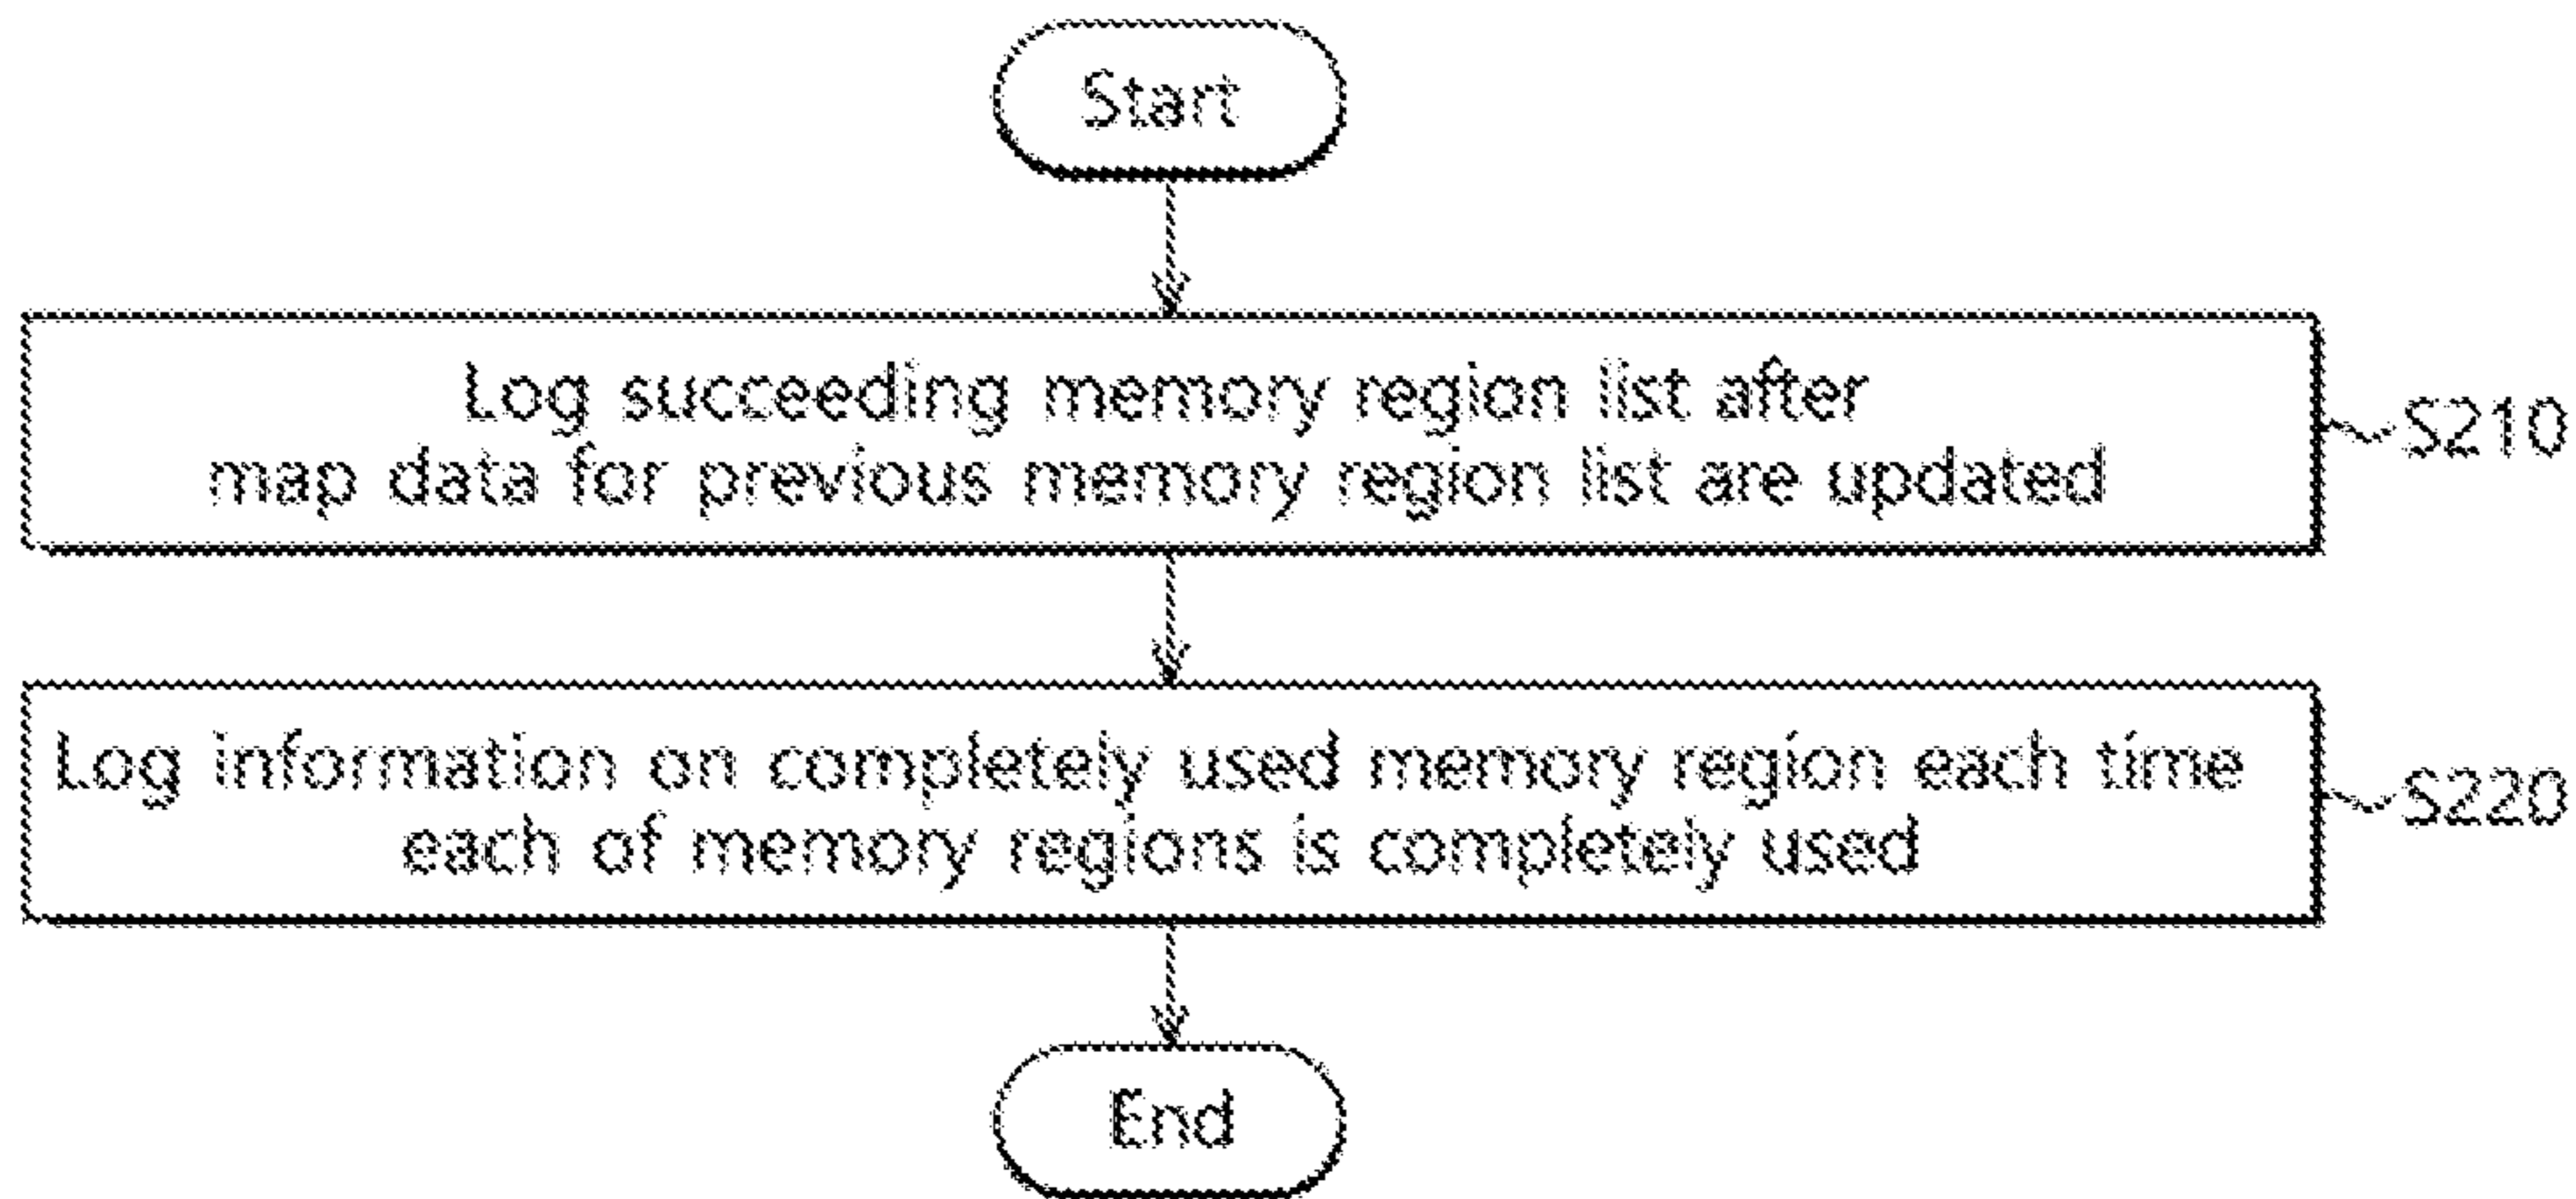 Start
Log succeeding memory region list after
map data for previous memory region list are updated
S210
Log information on completely used memory region each time
each of memory regions is completely used
S220
End